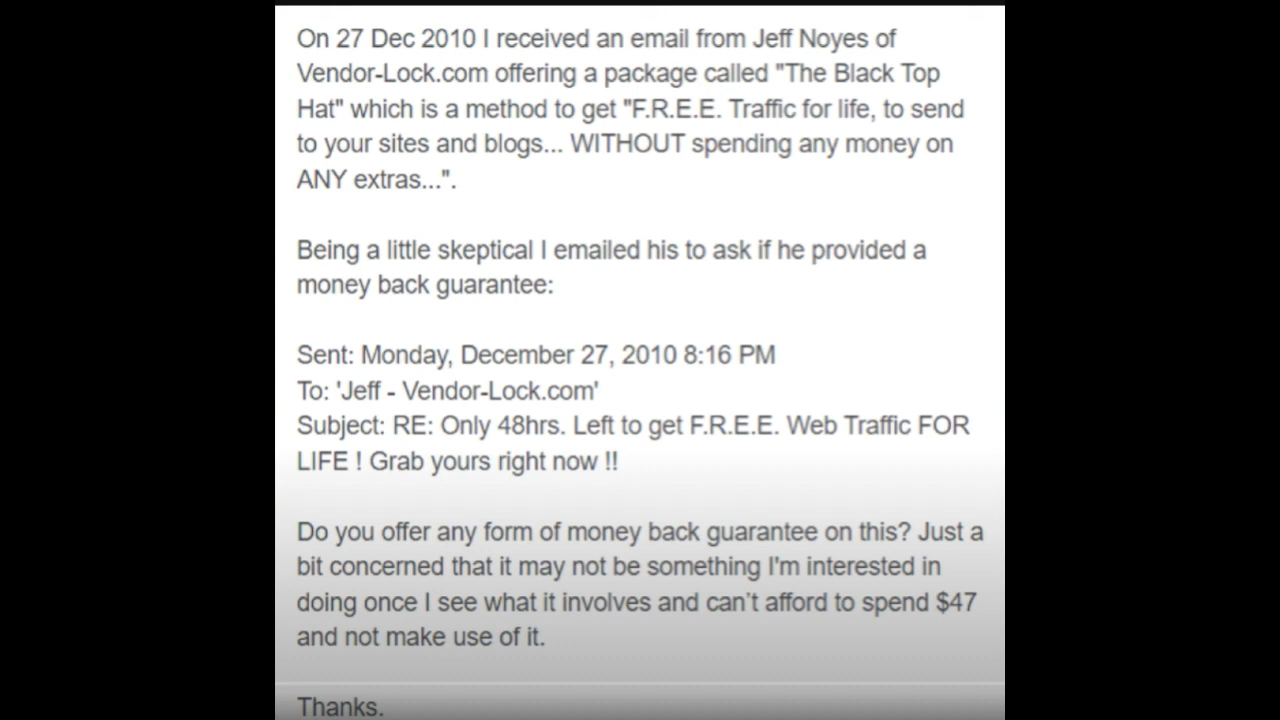 On 27 Dec 2010 I received an email from Jeff Noyes of
Vendor-Lock.com offering a package called "The Black Top
Hat" which is a method to get "F.R.E.E. Traffic for life, to send
to your sites and blogs... WITHOUT spending any money on
ANY extras...".
Being a little skeptical I emailed his to ask if he provided a
money back guarantee:
Sent: Monday, December 27, 2010 8:16 PM
To: 'Jeff - Vendor-Lock.com'
Subject: RE: Only 48hrs. Left to get F.R.E.E. Web Traffic FOR
LIFE ! Grab yours right now !!
Do you offer any form of money back guarantee on this? Just a
bit concerned that it may not be something I'm interested in
doing once I see what it involves and can't afford to spend $47
and not make use of it.
Thanks.